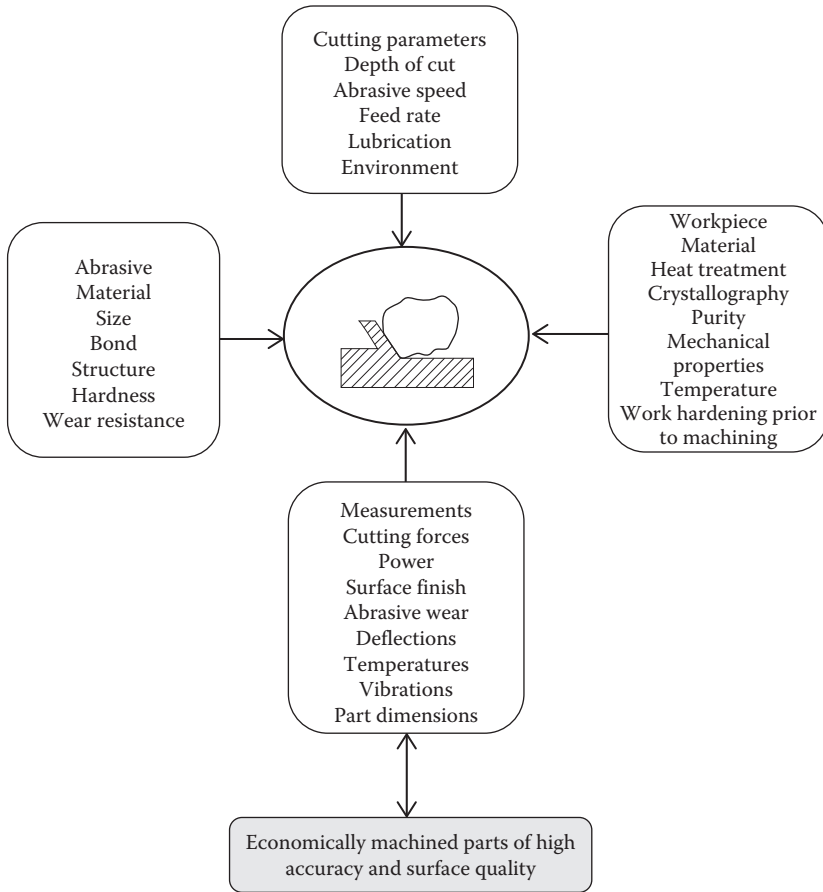 Cutting parameters
Depth of cut
Abrasive speed
Feed rate
Lubrication
Environment
Abrasive
Material
Size
Bond
Structure
Hardness
Wear resistance
Workpiece
Material
Heat treatment
Crystallography
Purity
Mechanical
properties
Temperature
Work hardening prior
to machining
Measurements
Cutting forces
Power
Surface finish
Abrasive wear
Deflections
Temperatures
Vibrations
Part dimensions
Economically machined parts of high
accuracy and surface quality